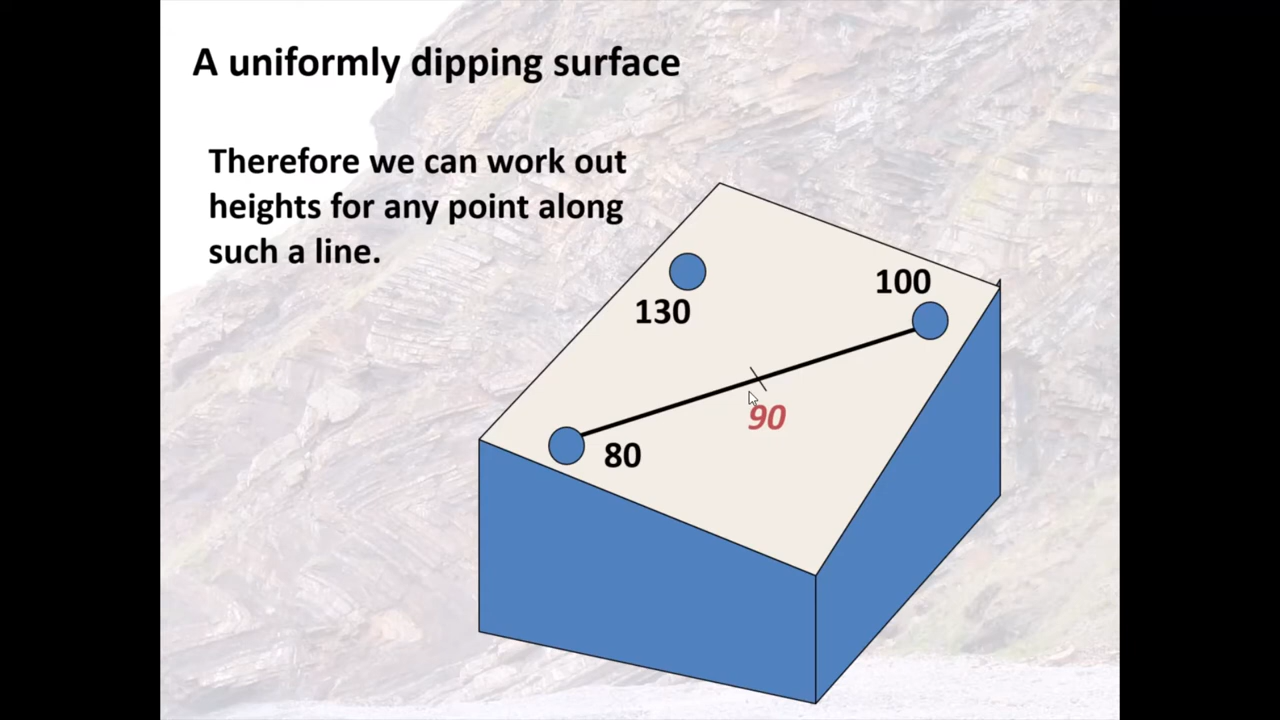 A uniformly dipping surface
Therefore we can work out
heights for any point along
such a line.
100
130
90
80